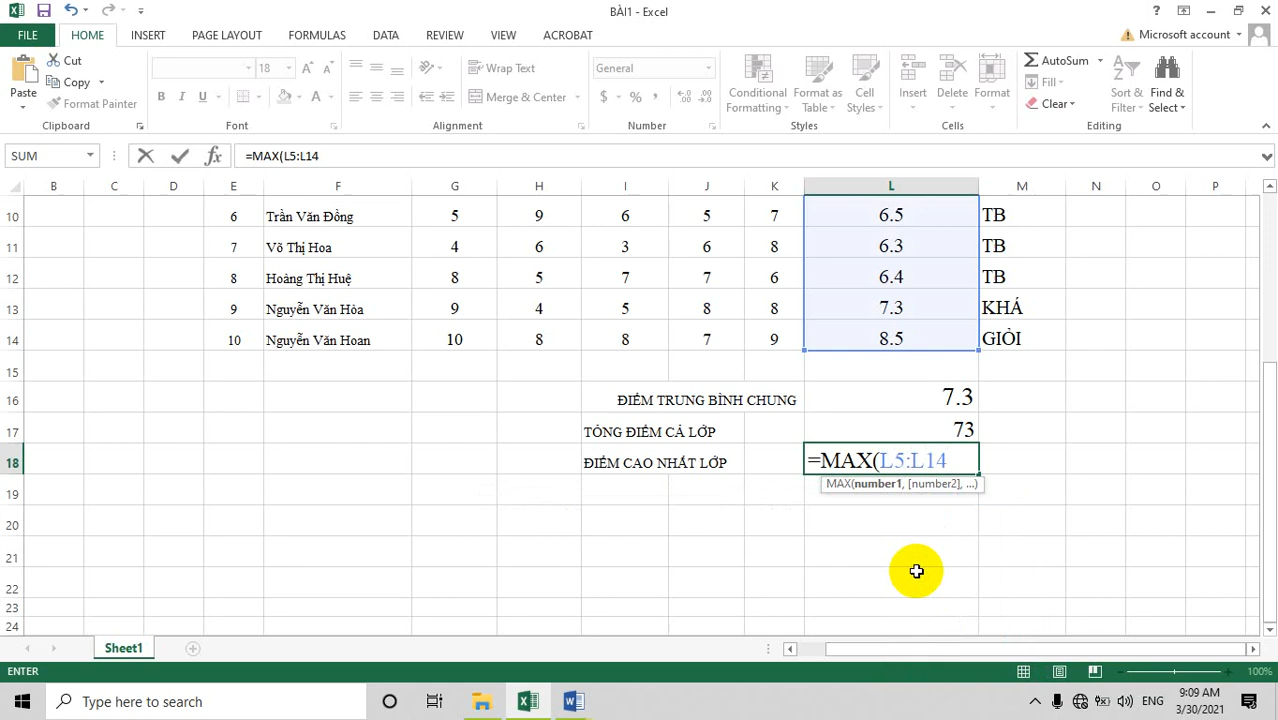 BÀI1 - Excel
?
FILE HOME INSERT PAGE LAYOUT FORMULAS DATA REVIEW VIEW ACROBAT Microsoft account
Paste
Cut
Copy
Format Painter
Clipboard
18 A A
B I U A
Font
Wrap Text
Merge & Center
Alignment
General
$ % ,
Number
Conditional Formatting
Format as Table
Cell Styles
Styles
Insert Delete Format
Cells
AutoSum
Fill
Clear
Sort & Filter
Find & Select
Editing
SUM fx =MAX(L5:L14
B C D E F G H I J K L M N O P
10 6 Trần Văn Đồng 5 9 6 5 7 6.5 TB
11 7 Võ Thị Hoa 4 6 3 6 8 6.3 TB
12 8 Hoàng Thị Huệ 8 5 7 7 6 6.4 TB
13 9 Nguyễn Văn Hòa 9 4 5 8 8 7.3 KHÁ
14 10 Nguyễn Văn Hoan 10 8 8 7 9 8.5 GIỎI
15
16 ĐIỂM TRUNG BÌNH CHUNG 7.3
17 TỔNG ĐIỂM CẢ LỚP 73
18 ĐIỂM CAO NHẤT LỚP =MAX(L5:L14
MAX(number1, [number2], ...)
19
20
21
22
23
24
Sheet1
ENTER 100%
Type here to search
ENG
9:09 AM
3/30/2021